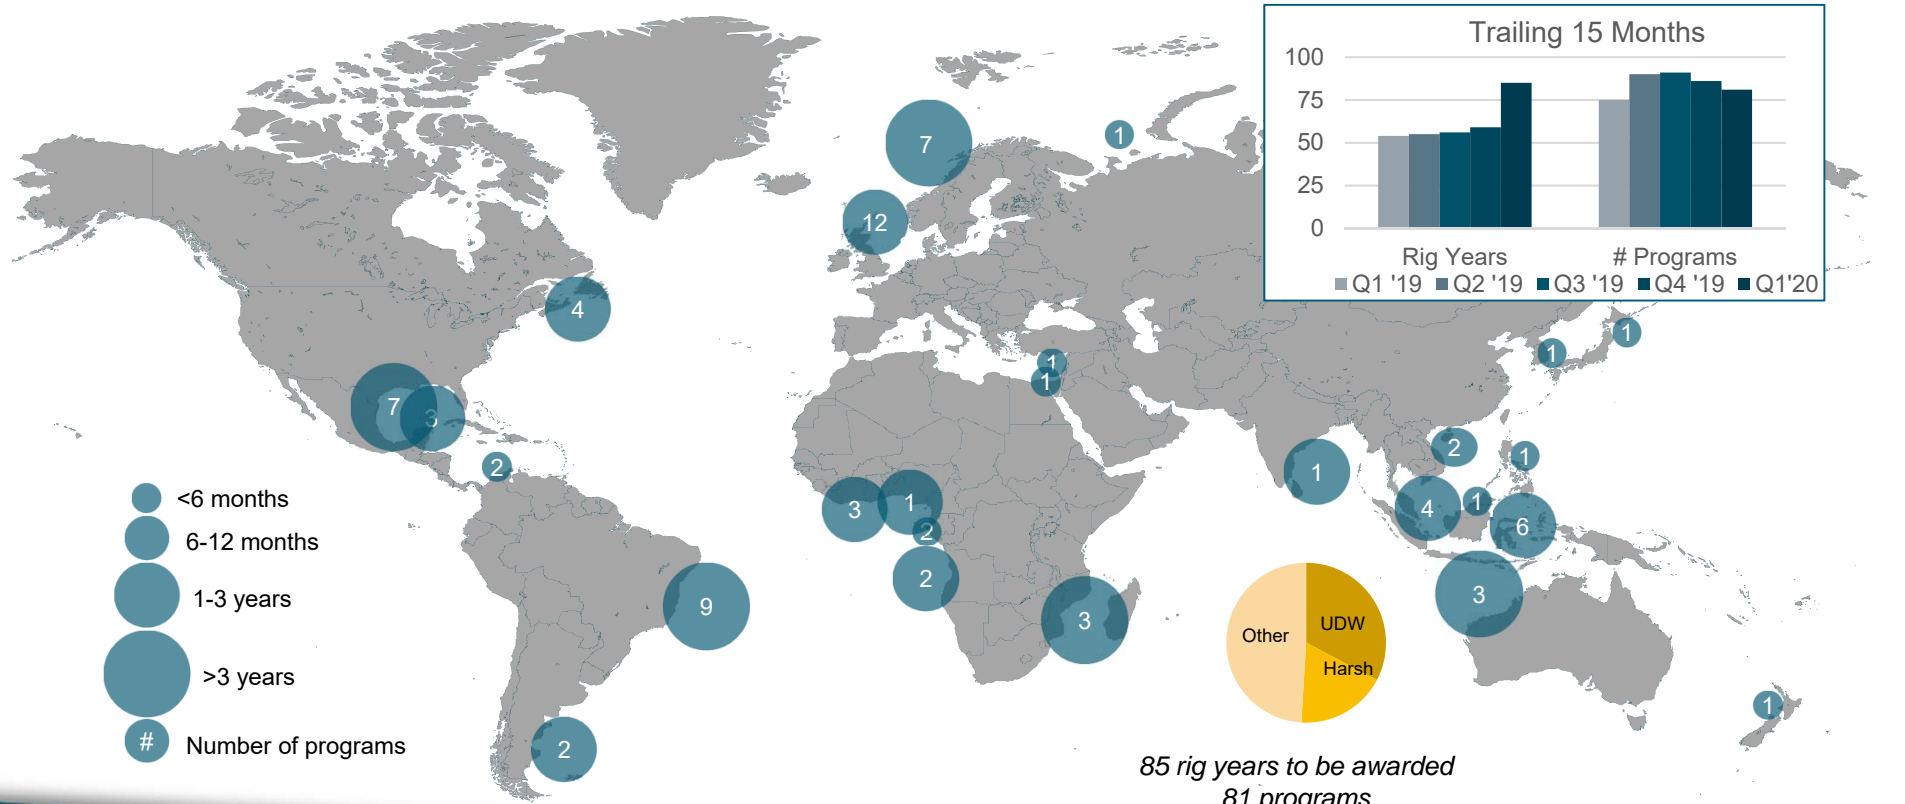 Trailing 15 Months
100
75
50
25
0
Rig Years # Programs
Q1 '19 Q2 '19 Q3 '19 Q4 '19 Q1'20
7
1
12
4
1
1
1
1
7
3
2
2
1
1
3
1
2
4
1
6
2
9
3
3
1
2
<6 months
6-12 months
1-3 years
>3 years
# Number of programs
Other
UDW
Harsh
85 rig years to be awarded
81 programs